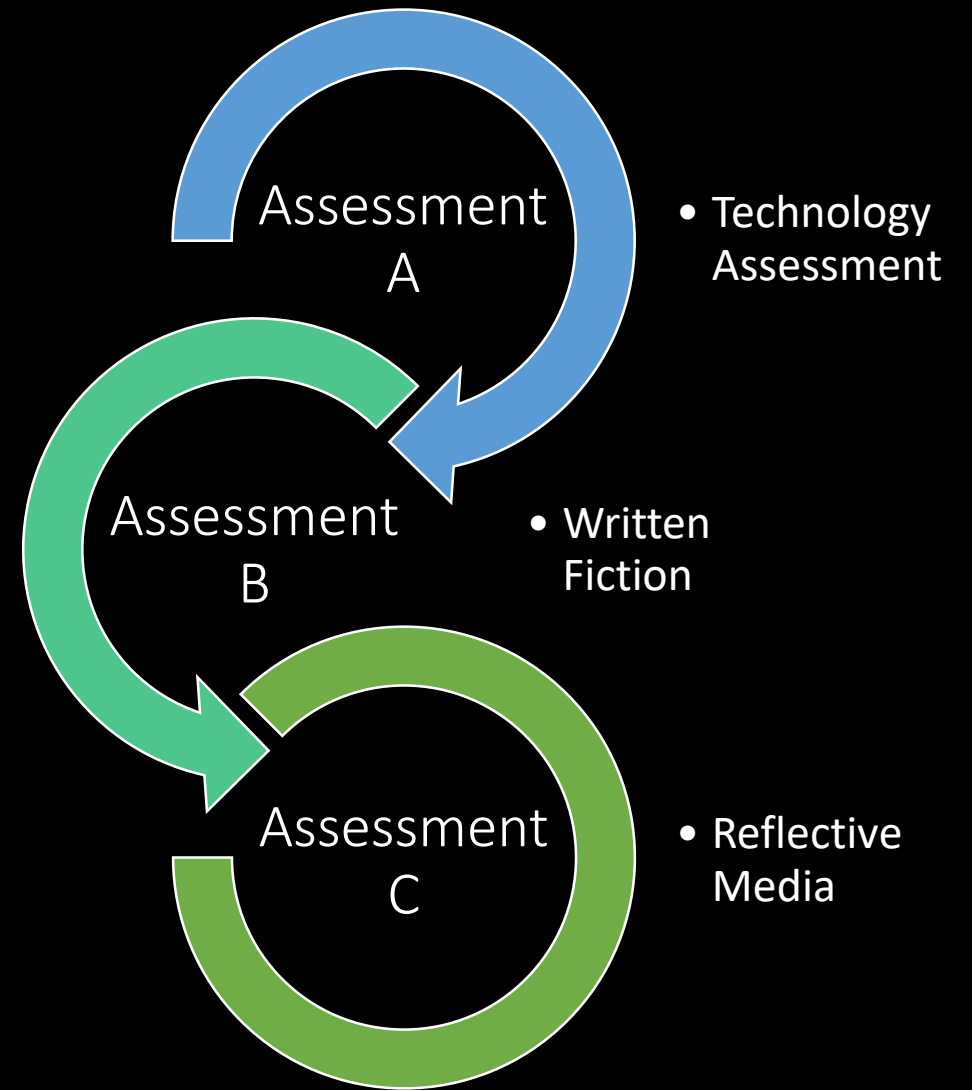 Assessment
A
• Technology
Assessment
Assessment
B
• Written
Fiction
Assessment
C
• Reflective
Media